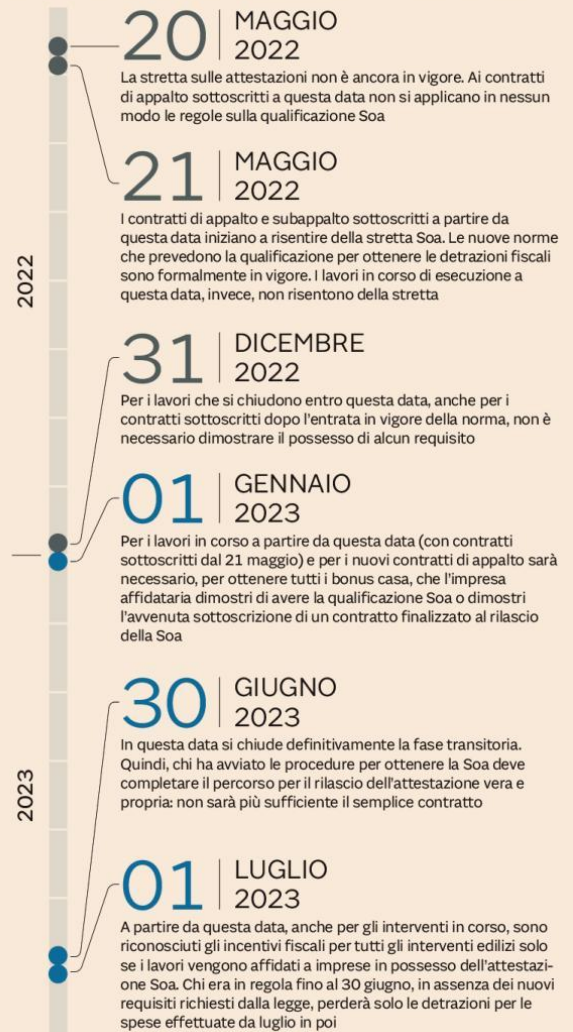 20 MAGGIO
2022
La stretta sulle attestazioni non è ancora in vigore. Ai contratti
di appalto sottoscritti a questa data non si applicano in nessun
modo le regole sulla qualificazione Soa
21 MAGGIO
2022
I contratti di appalto e subappalto sottoscritti a partire da
questa data iniziano a risentire della stretta Soa. Le nuove norme
che prevedono la qualificazione per ottenere le detrazioni fiscali
sono formalmente in vigore. I lavori in corso di esecuzione a
questa data, invece, non risentono della stretta
2022
31 DICEMBRE
2022
Per i lavori che si chiudono entro questa data, anche per i
contratti sottoscritti dopo l'entrata in vigore della norma, non è
necessario dimostrare il possesso di alcun requisito
01 GENNAIO
2023
Per i lavori in corso a partire da questa data (con contratti
sottoscritti dal 21 maggio) e per i nuovi contratti di appalto sarà
necessario, per ottenere tutti i bonus casa, che l'impresa
affidataria dimostri di avere la qualificazione Soa o dimostri
l'avvenuta sottoscrizione di un contratto finalizzato al rilascio
della Soa
30 GIUGNO
2023
In questa data si chiude definitivamente la fase transitoria.
Quindi, chi ha avviato le procedure per ottenere la Soa deve
completare il percorso per il rilascio dell'attestazione vera e
propria: non sarà più sufficiente il semplice contratto
2023
01 LUGLIO
2023
A partire da questa data, anche per gli interventi in corso, sono
riconosciuti gli incentivi fiscali per tutti gli interventi edilizi solo
se i lavori vengono affidati a imprese in possesso dell'attestazi-
one Soa. Chi era in regola fino al 30 giugno, in assenza dei nuovi
requisiti richiesti dalla legge, perderà solo le detrazioni per le
spese effettuate da luglio in poi